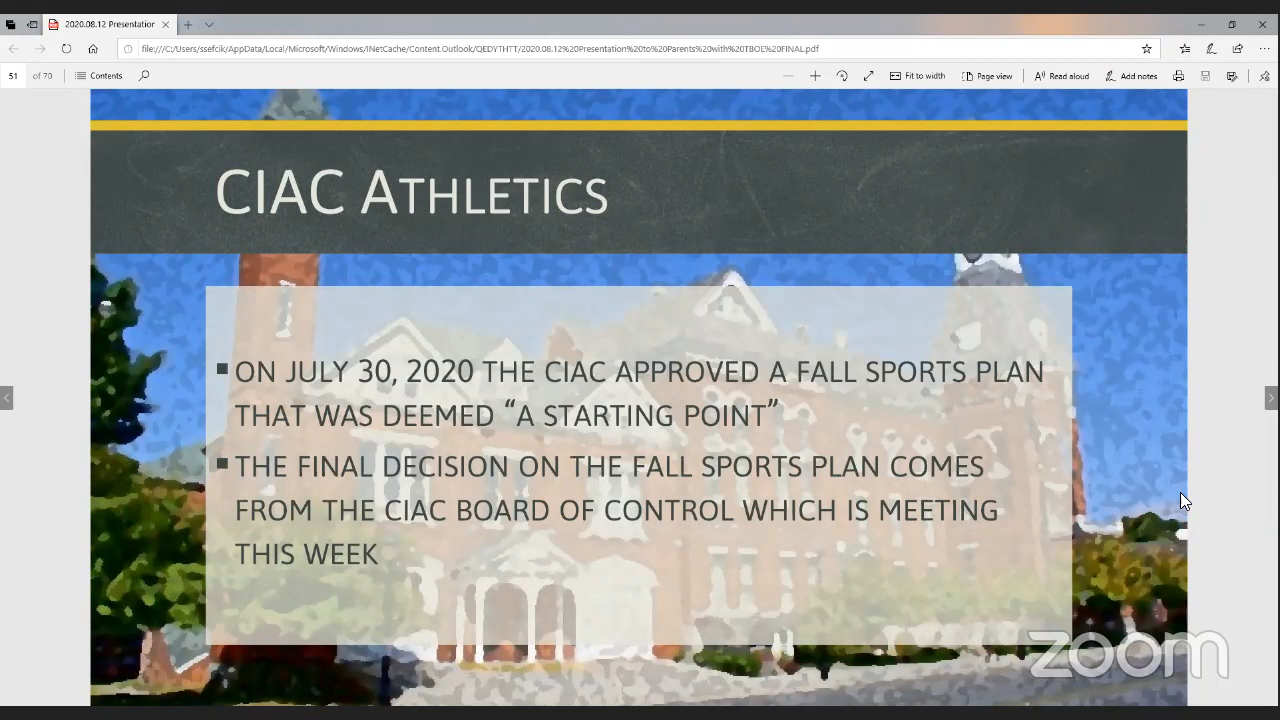 2020.08.12 Presentation
file:///C:/Users/ssefcik/AppData/Local/Microsoft/Windows/INetCache/Content.Outlook/QEDYTHTT/2020.08.12%20Presentation%20to%20Parents%20with%20TBOE%20FINAL.pdf
51 of 70 Contents Fit to width Page view Read aloud Add notes
CIAC ATHLETICS
ON JULY 30, 2020 THE CIAC APPROVED A FALL SPORTS PLAN
THAT WAS DEEMED “A STARTING POINT”
THE FINAL DECISION ON THE FALL SPORTS PLAN COMES
FROM THE CIAC BOARD OF CONTROL WHICH IS MEETING
THIS WEEK
zoom